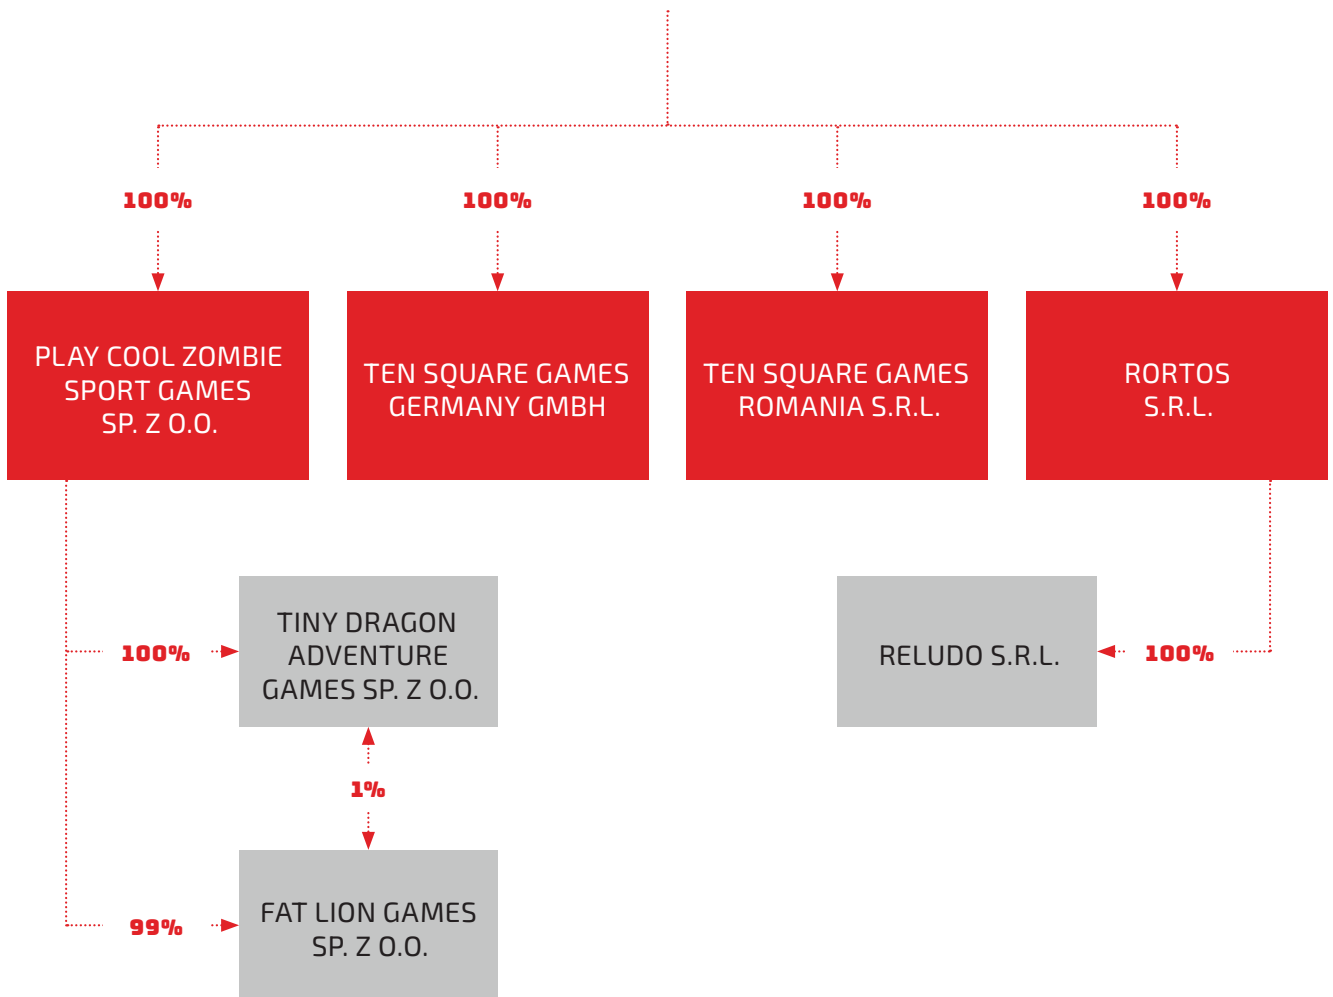 100%
100%
100%
100%
PLAY COOL ZOMBIE
SPORT GAMES
SP. Z O.O.
TEN SQUARE GAMES
GERMANY GMBH
TEN SQUARE GAMES
ROMANIA S.R.L.
RORTOS
S.R.L.
100%
TINY DRAGON
ADVENTURE
GAMES SP. Z O.O.
RELUDO S.R.L.
100%
1%
99%
FAT LION GAMES
SP. Z O.O.